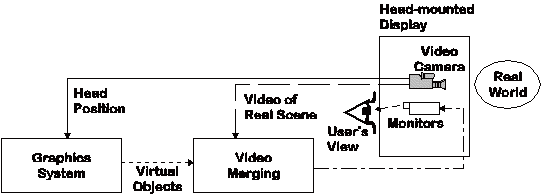 Head-mounted
Display
Video
Camera
Real
World
Head
Position
Video of
Real Scene
User's
View
Monitors
Graphics
System
Virtual
Objects
Video
Merging